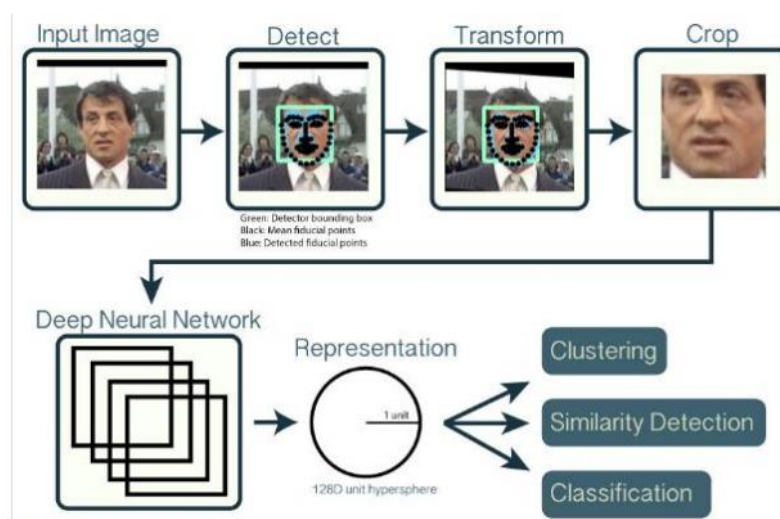 Input Image
Detect
Transform
Crop
Green: Detector bounding box
Black: Mean fiducial points
Blue: Detected fiducial points
Deep Neural Network
Representation
1 unit
128D unit hypersphere
Clustering
Similarity Detection
Classification